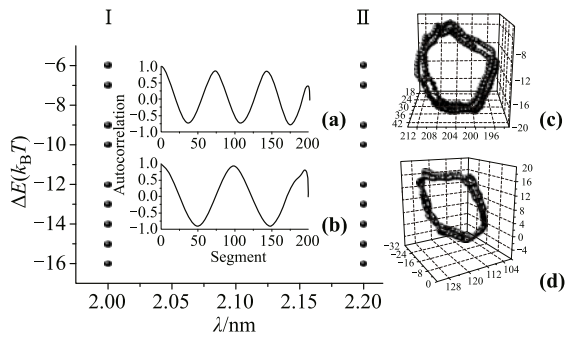 I II
ΔE(k_BT)
−6
−8
−10
−12
−14
−16
2.00 2.05 2.10 2.15 2.20
λ/nm
Autocorrelation
1.0
0.5
0.0
−0.5
−1.0
0 50 100 150 200
(a)
1.0
0.5
0.0
−0.5
−1.0
0 50 100 150 200
Segment
(b)
−8
−12
−16
−20
18
24
30
36
42
212 208 204 200 196
(c)
20
16
12
8
4
0
−4
−32
−24
−16
−8
0
128 120 112 104
(d)